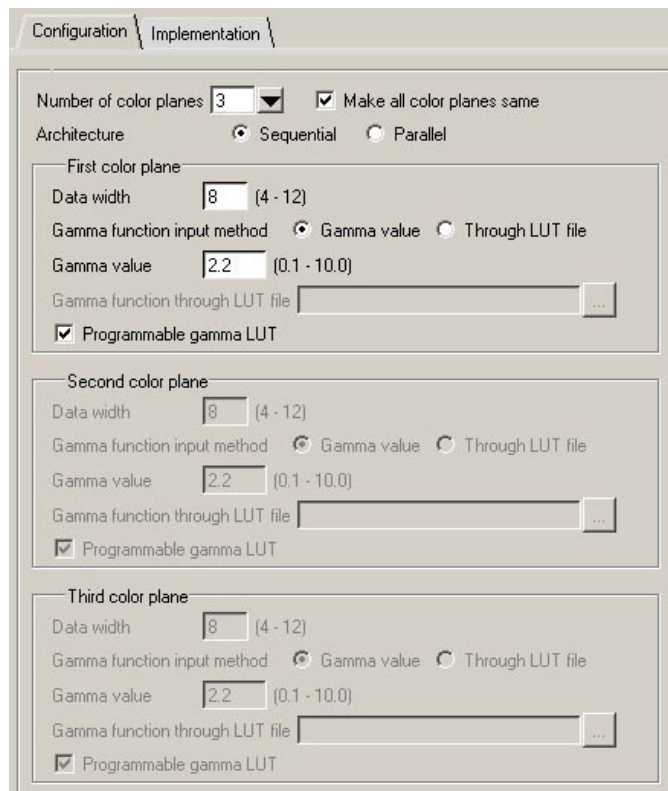 Configuration Implementation
Number of color planes 3 Make all color planes same
Architecture Sequential Parallel
First color plane
Data width 8 (4 - 12)
Gamma function input method Gamma value Through LUT file
Gamma value 2.2 (0.1 - 10.0)
Gamma function through LUT file ...
Programmable gamma LUT
Second color plane
Data width 8 (4 - 12)
Gamma function input method Gamma value Through LUT file
Gamma value 2.2 (0.1 - 10.0)
Gamma function through LUT file ...
Programmable gamma LUT
Third color plane
Data width 8 (4 - 12)
Gamma function input method Gamma value Through LUT file
Gamma value 2.2 (0.1 - 10.0)
Gamma function through LUT file ...
Programmable gamma LUT